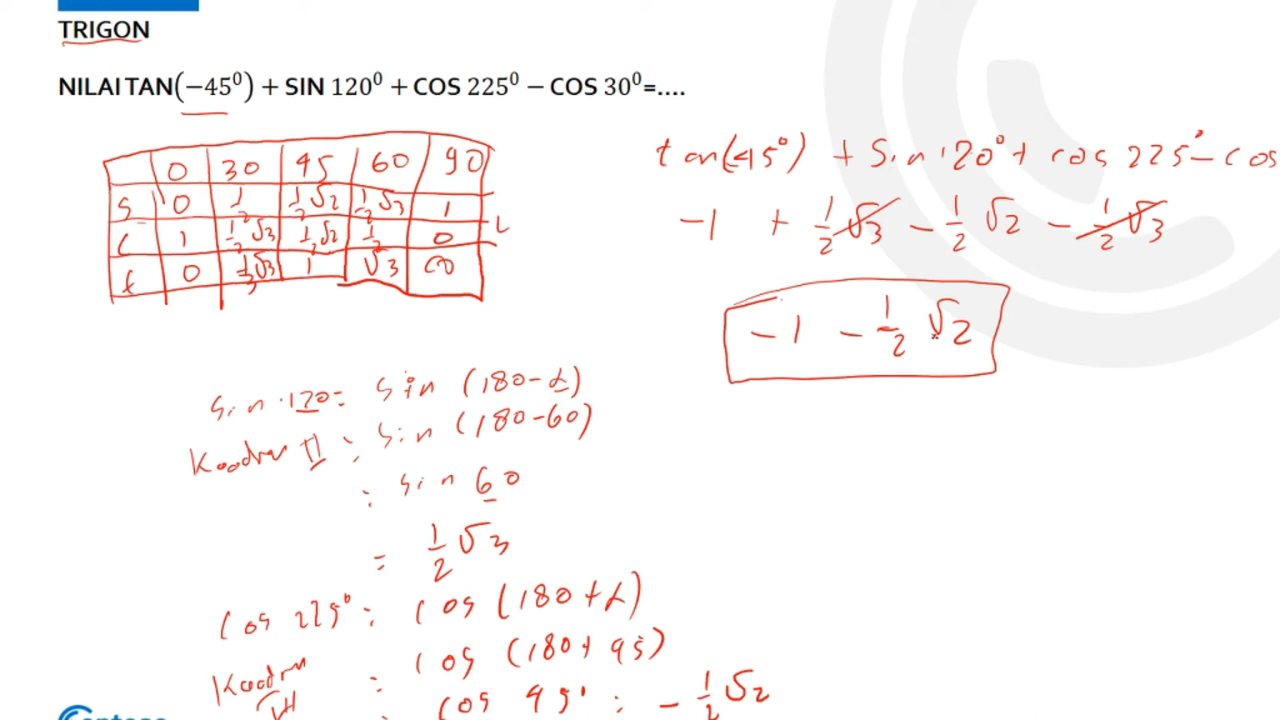 TRIGON
NILAI TAN(−45⁰) + SIN 120⁰ + COS 225⁰ − COS 30⁰=....
0 30 45 60 90
S 0 1/2 1/2√2 1/2√3 1
C 1 1/2√3 1/2√2 1/2 0
t 0 1/3√3 1 √3 ∞
tan(-45°) + Sin 120° + cos 225° - cos
-1 + 1/2√3 - 1/2√2 - 1/2√3
-1 - 1/2√2
Sin 120 = Sin (180-α)
II : Sin (180-60)
: Sin 60
= 1/2√3
Cos 225° : Cos (180+α)
: Cos (180+45)
: Cos 45° : -1/2√2